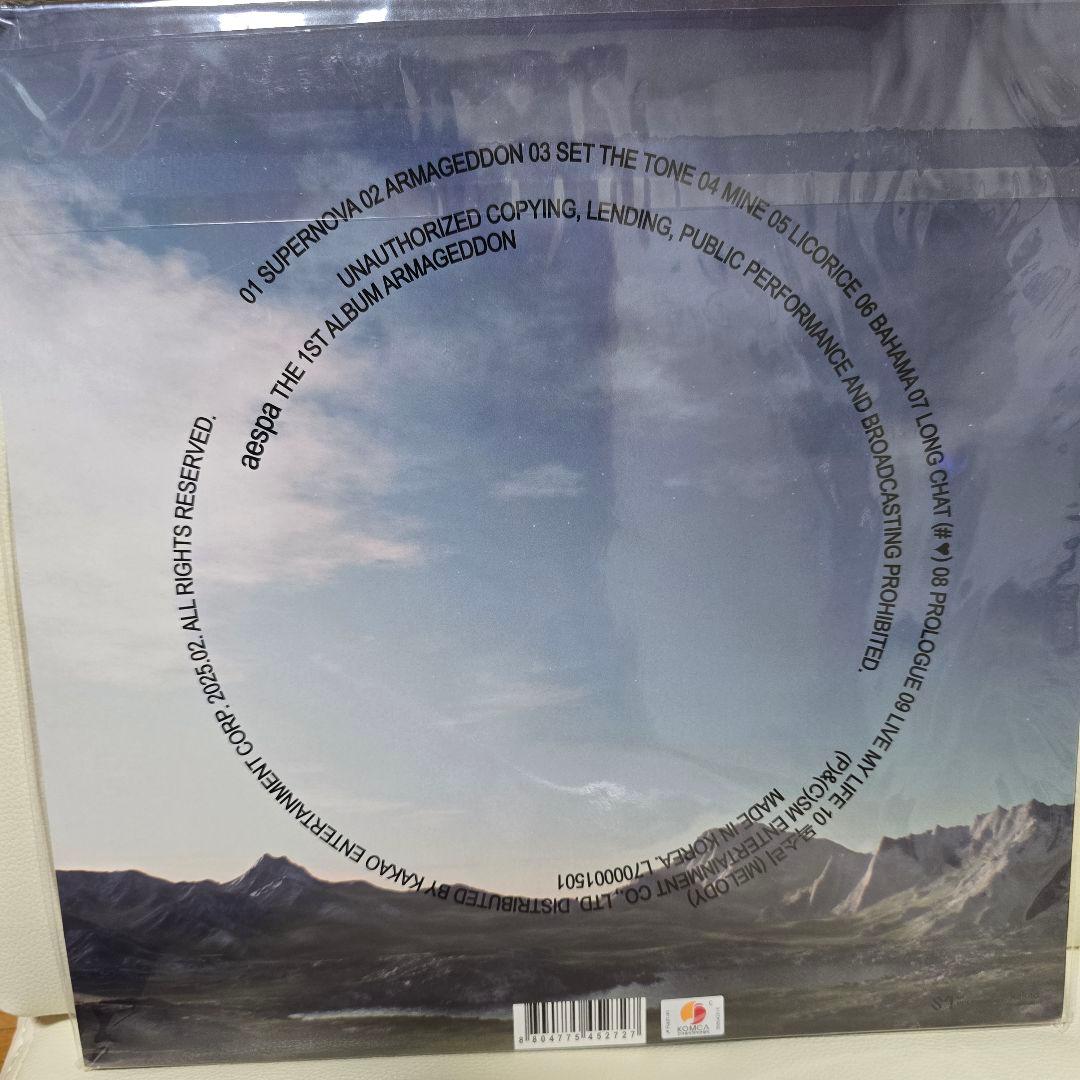 01 SUPERNOVA 02 ARMAGEDDON 03 SET THE TONE 04 MINE 05 LICORICE 06 BAHAMA 07 LONG CHAT (#♥) 08 PROLOGUE 09 LIVE MY LIFE 10 목소리 (MELODY)
UNAUTHORIZED COPYING, LENDING, PUBLIC PERFORMANCE AND BROADCASTING PROHIBITED.
aespa THE 1ST ALBUM ARMAGEDDON
(P)&(C)SM ENTERTAINMENT CO., LTD. DISTRIBUTED BY KAKAO ENTERTAINMENT CORP. 2025.02. ALL RIGHTS RESERVED.
MADE IN KOREA. L700001501
8 804775 452727
KOMCA